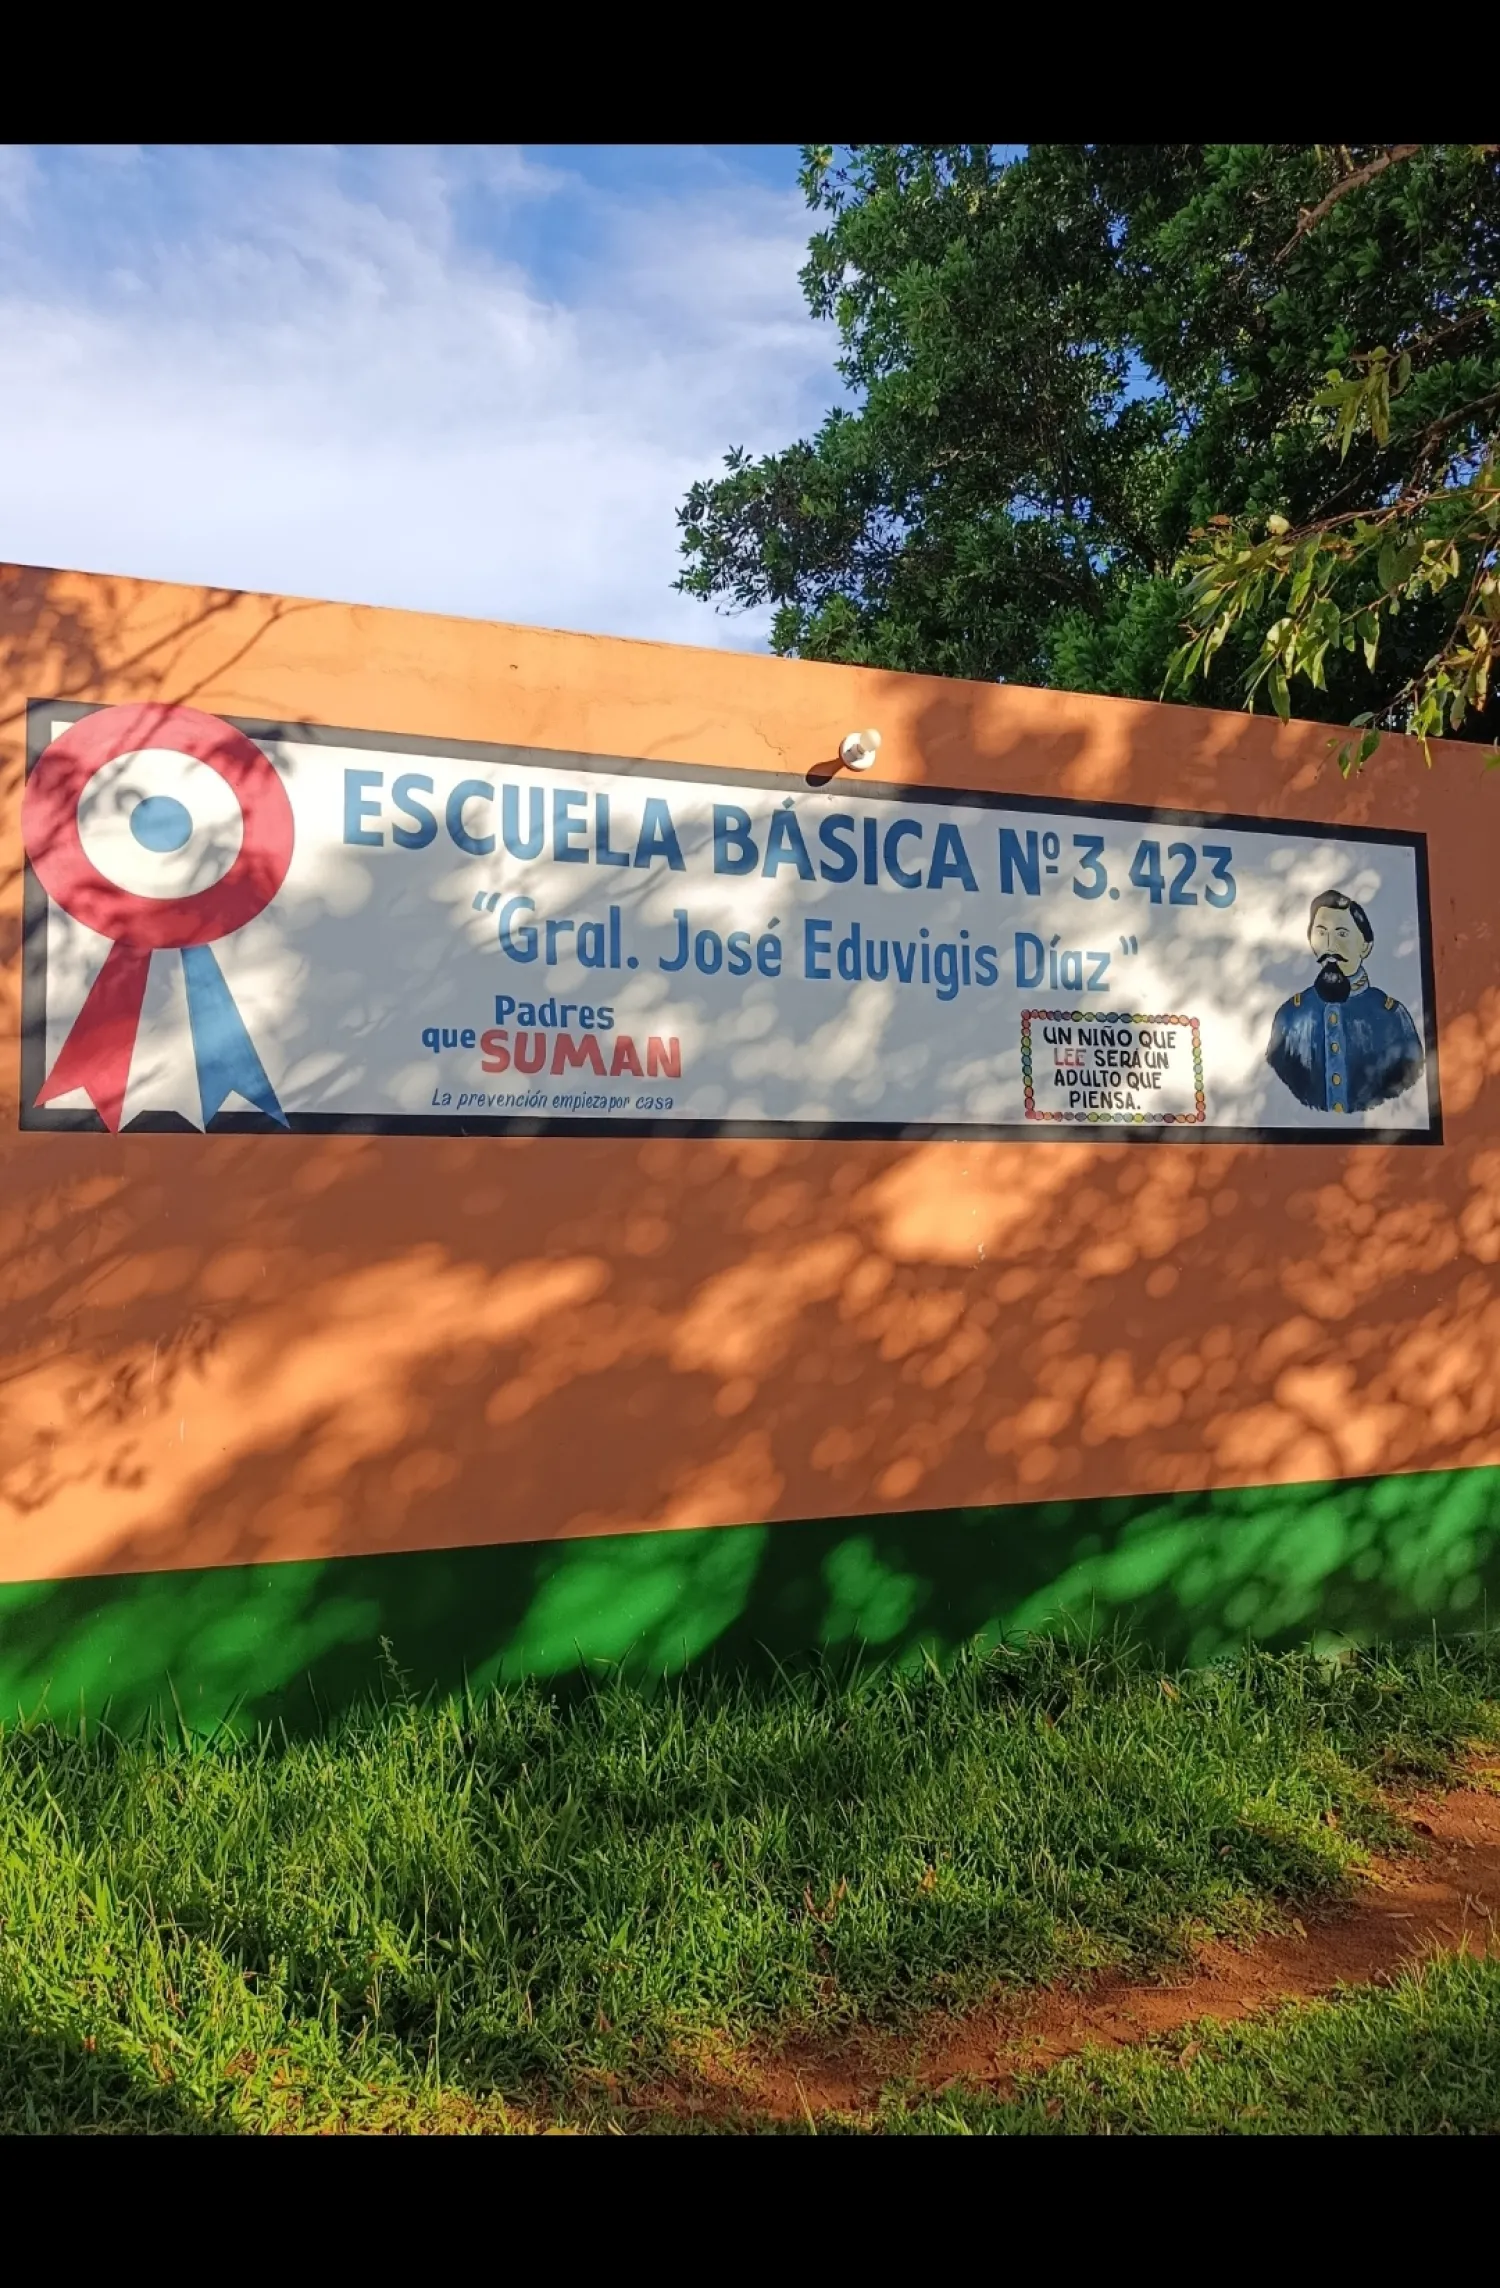 ESCUELA BÁSICA Nº 3.423
"Gral. José Eduvigis Díaz"
Padres
que SUMAN
La prevención empieza por casa
UN NIÑO QUE
LEE SERÁ UN
ADULTO QUE
PIENSA.